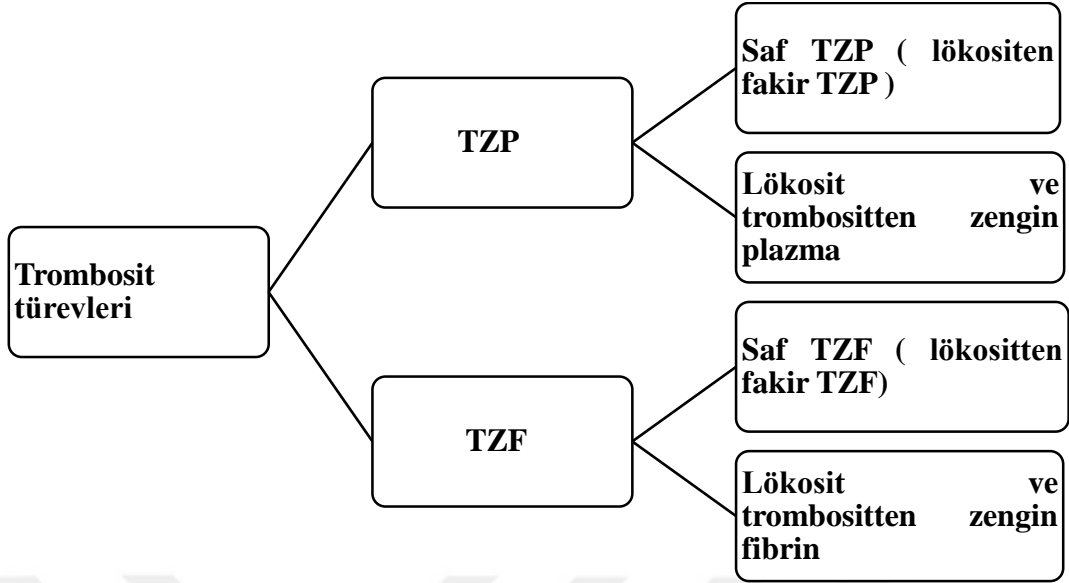 Saf TZP ( lökositen
fakir TZP )
TZP
Lökosit ve
trombositten zengin
plazma
Trombosit
türevleri
Saf TZF ( lökositten
fakir TZF)
TZF
Lökosit ve
trombositten zengin
fibrin